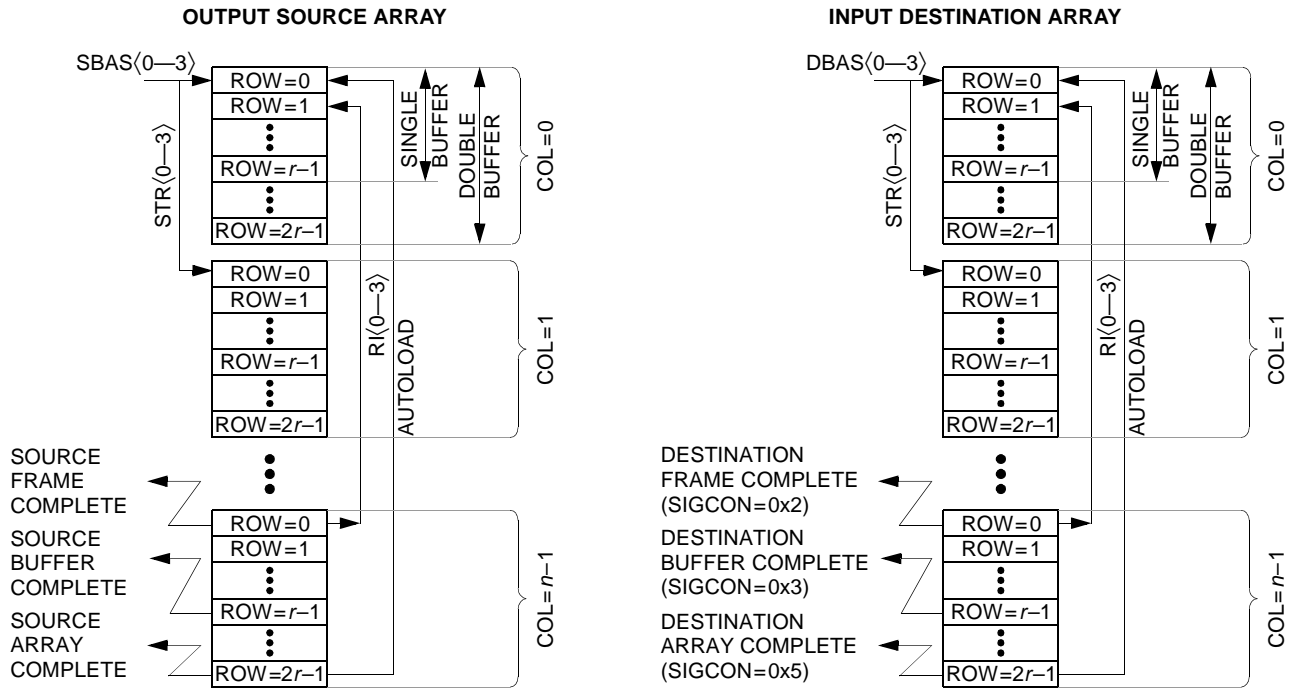 OUTPUT SOURCE ARRAY
SBAS⟨0—3⟩
STR⟨0—3⟩
ROW=0
ROW=1
ROW=r–1
ROW=2r–1
SINGLE
BUFFER
DOUBLE
BUFFER
COL=0
ROW=0
ROW=1
ROW=r–1
ROW=2r–1
RI⟨0—3⟩
AUTOLOAD
COL=1
SOURCE
FRAME
COMPLETE
SOURCE
BUFFER
COMPLETE
SOURCE
ARRAY
COMPLETE
ROW=0
ROW=1
ROW=r–1
ROW=2r–1
COL=n–1
INPUT DESTINATION ARRAY
DBAS⟨0—3⟩
STR⟨0—3⟩
ROW=0
ROW=1
ROW=r–1
ROW=2r–1
SINGLE
BUFFER
DOUBLE
BUFFER
COL=0
ROW=0
ROW=1
ROW=r–1
ROW=2r–1
RI⟨0—3⟩
AUTOLOAD
COL=1
DESTINATION
FRAME COMPLETE
(SIGCON=0x2)
DESTINATION
BUFFER COMPLETE
(SIGCON=0x3)
DESTINATION
ARRAY COMPLETE
(SIGCON=0x5)
ROW=0
ROW=1
ROW=r–1
ROW=2r–1
COL=n–1